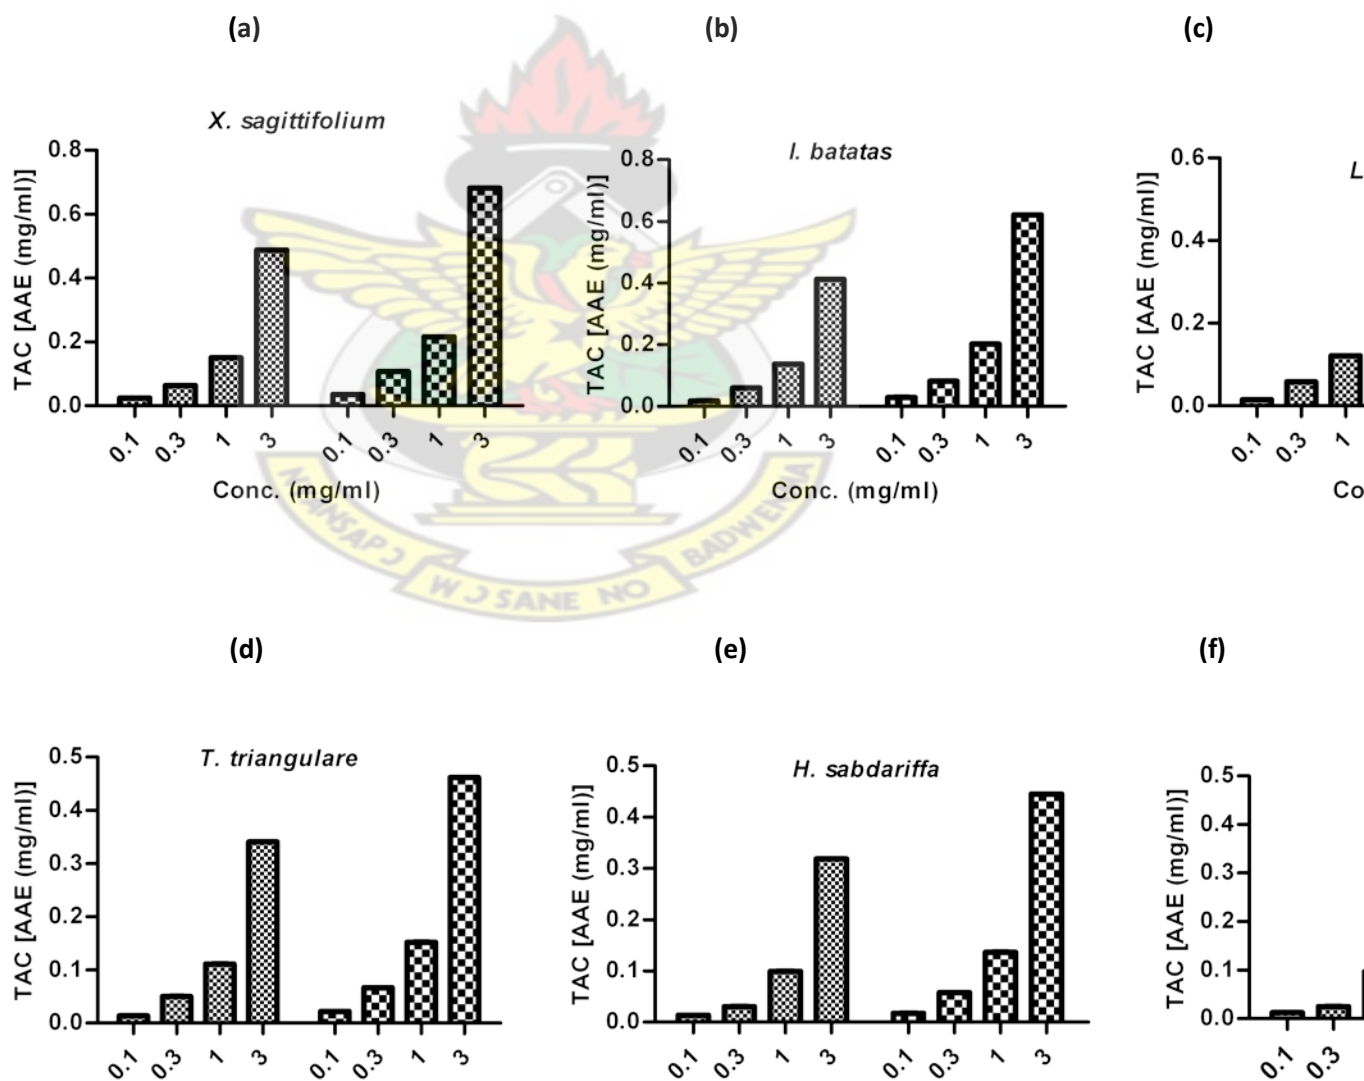 (a)
(b)
(c)
X. sagittifolium
I. batatas
L
TAC [AAE (mg/ml)]
0.8
0.6
0.4
0.2
0.0
0.1 0.3 1 3 0.1 0.3 1 3
Conc. (mg/ml)
TAC [AAE (mg/ml)]
0.8
0.6
0.4
0.2
0.0
0.1 0.3 1 3 0.1 0.3 1 3
Conc. (mg/ml)
TAC [AAE (mg/ml)]
0.6
0.4
0.2
0.0
0.1 0.3 1
Co
BADWENMA
W Ɔ SANE NO
(d)
(e)
(f)
T. triangulare
H. sabdariffa
TAC [AAE (mg/ml)]
0.5
0.4
0.3
0.2
0.1
0.0
0.1 0.3 1 3 0.1 0.3 1 3
TAC [AAE (mg/ml)]
0.5
0.4
0.3
0.2
0.1
0.0
0.1 0.3 1 3 0.1 0.3 1 3
TAC [AAE (mg/ml)]
0.5
0.4
0.3
0.2
0.1
0.0
0.1 0.3